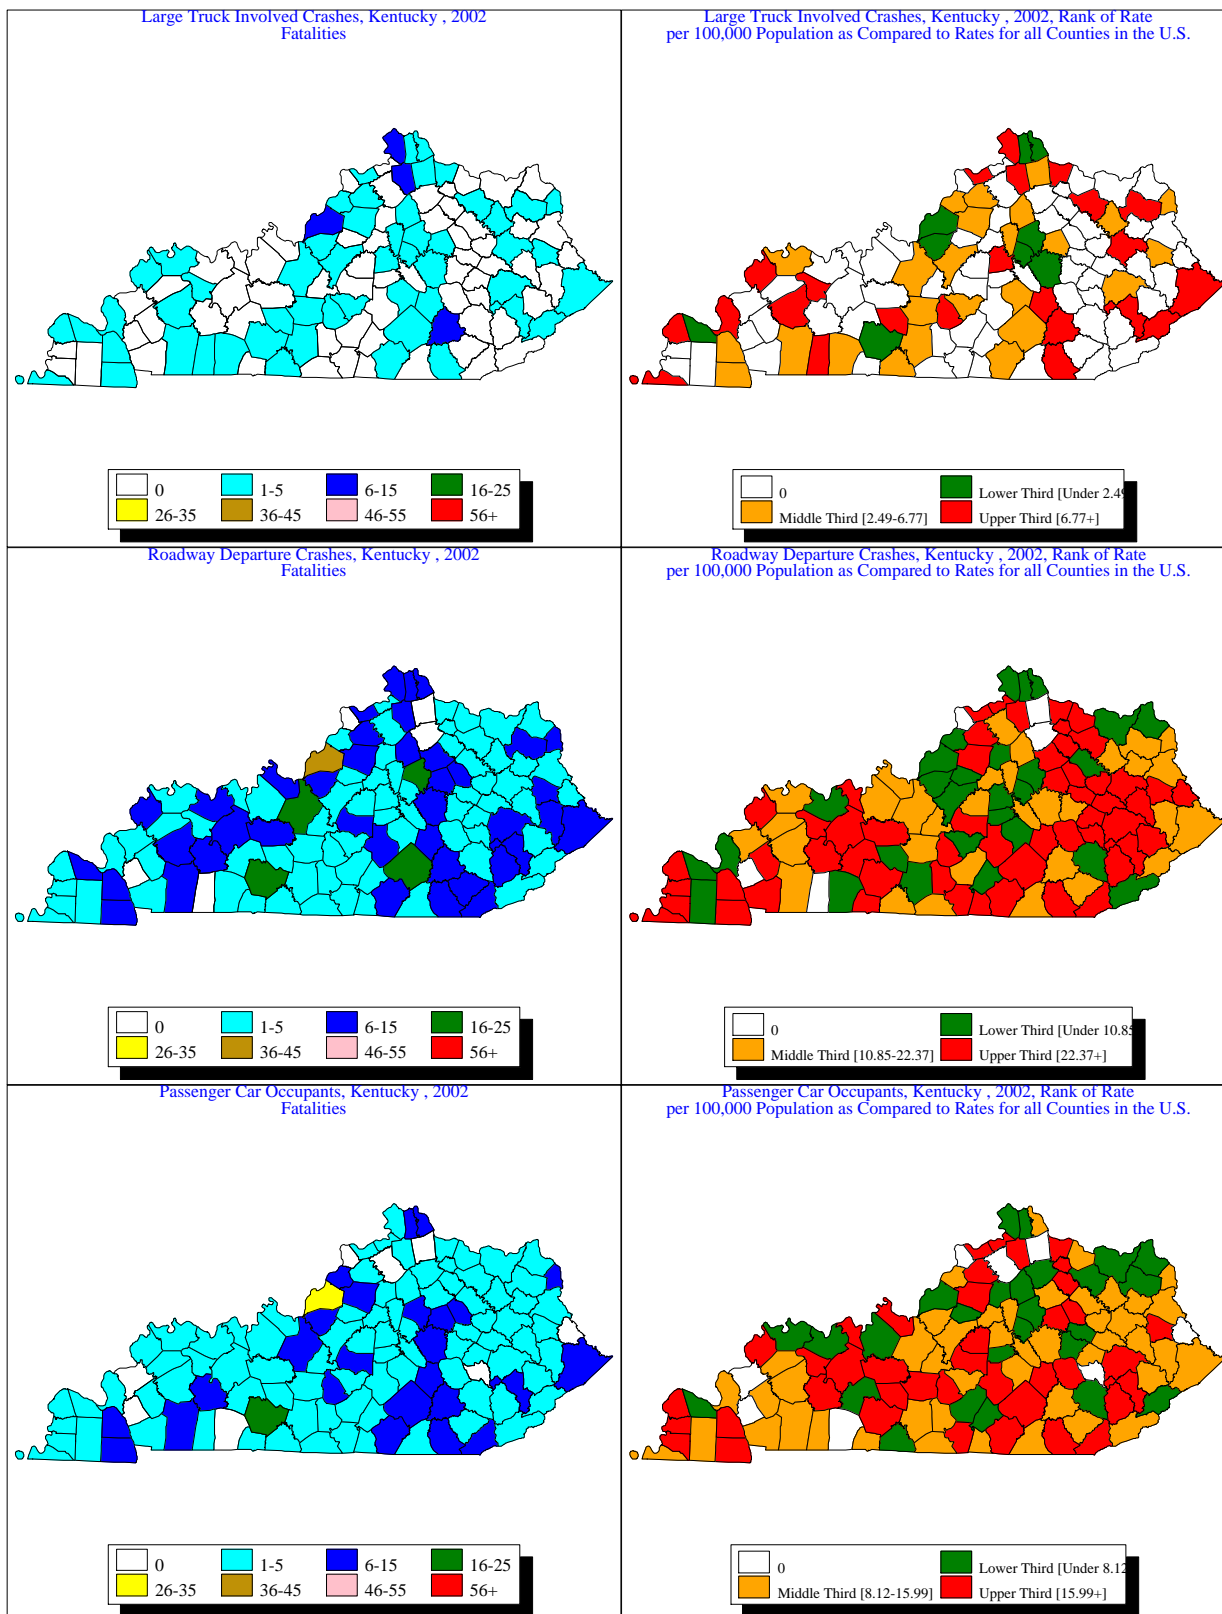 Large Truck Involved Crashes, Kentucky , 2002
Fatalities
0
1-5
6-15
16-25
26-35
36-45
46-55
56+
Large Truck Involved Crashes, Kentucky , 2002, Rank of Rate
per 100,000 Population as Compared to Rates for all Counties in the U.S.
0
Lower Third [Under 2.49
Middle Third [2.49-6.77]
Upper Third [6.77+]
Roadway Departure Crashes, Kentucky , 2002
Fatalities
0
1-5
6-15
16-25
26-35
36-45
46-55
56+
Roadway Departure Crashes, Kentucky , 2002, Rank of Rate
per 100,000 Population as Compared to Rates for all Counties in the U.S.
0
Lower Third [Under 10.85
Middle Third [10.85-22.37]
Upper Third [22.37+]
Passenger Car Occupants, Kentucky , 2002
Fatalities
0
1-5
6-15
16-25
26-35
36-45
46-55
56+
Passenger Car Occupants, Kentucky , 2002, Rank of Rate
per 100,000 Population as Compared to Rates for all Counties in the U.S.
0
Lower Third [Under 8.12
Middle Third [8.12-15.99]
Upper Third [15.99+]